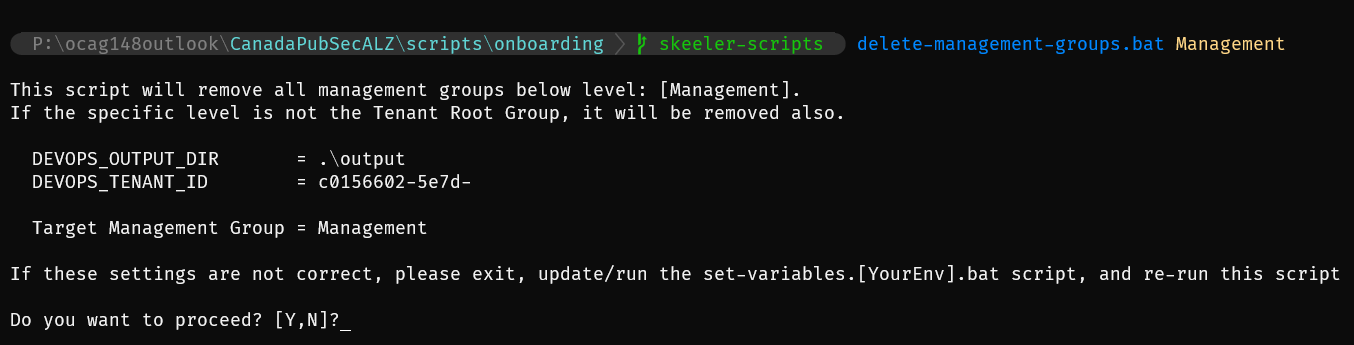 P:\ocag148outlook\CanadaPubSecALZ\scripts\onboarding skeeler-scripts delete-management-groups.bat Management
This script will remove all management groups below level: [Management].
If the specific level is not the Tenant Root Group, it will be removed also.
DEVOPS_OUTPUT_DIR = .\output
DEVOPS_TENANT_ID = c0156602-5e7d-
Target Management Group = Management
If these settings are not correct, please exit, update/run the set-variables.[YourEnv].bat script, and re-run this script
Do you want to proceed? [Y,N]?_